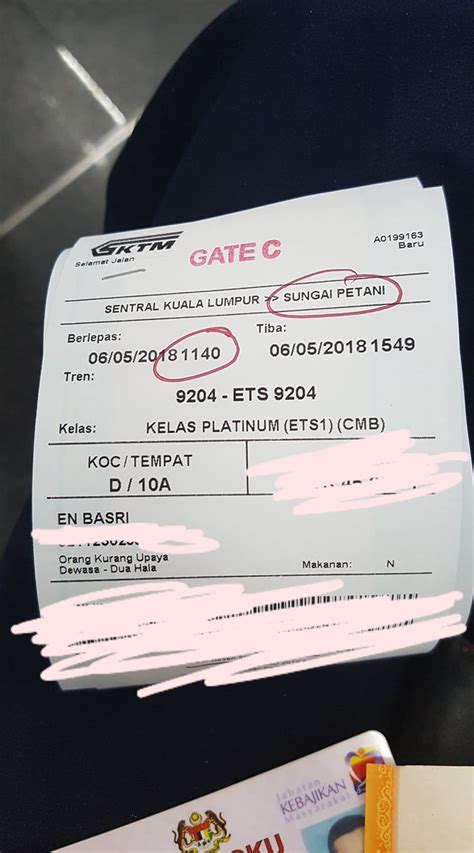 KTM
Selamat Jalan
GATE C
A0199163
Baru
SENTRAL KUALA LUMPUR >> SUNGAI PETANI
Berlepas:
06/05/2018 1140
Tiba:
06/05/2018 1549
Tren:
9204 - ETS 9204
Kelas: KELAS PLATINUM (ETS1) (CMB)
KOC / TEMPAT
D / 10A
EN BASRI
Orang Kurang Upaya
Dewasa - Dua Hala
Makanan: N
Jabatan
KEBAJIKAN
Masyarakat